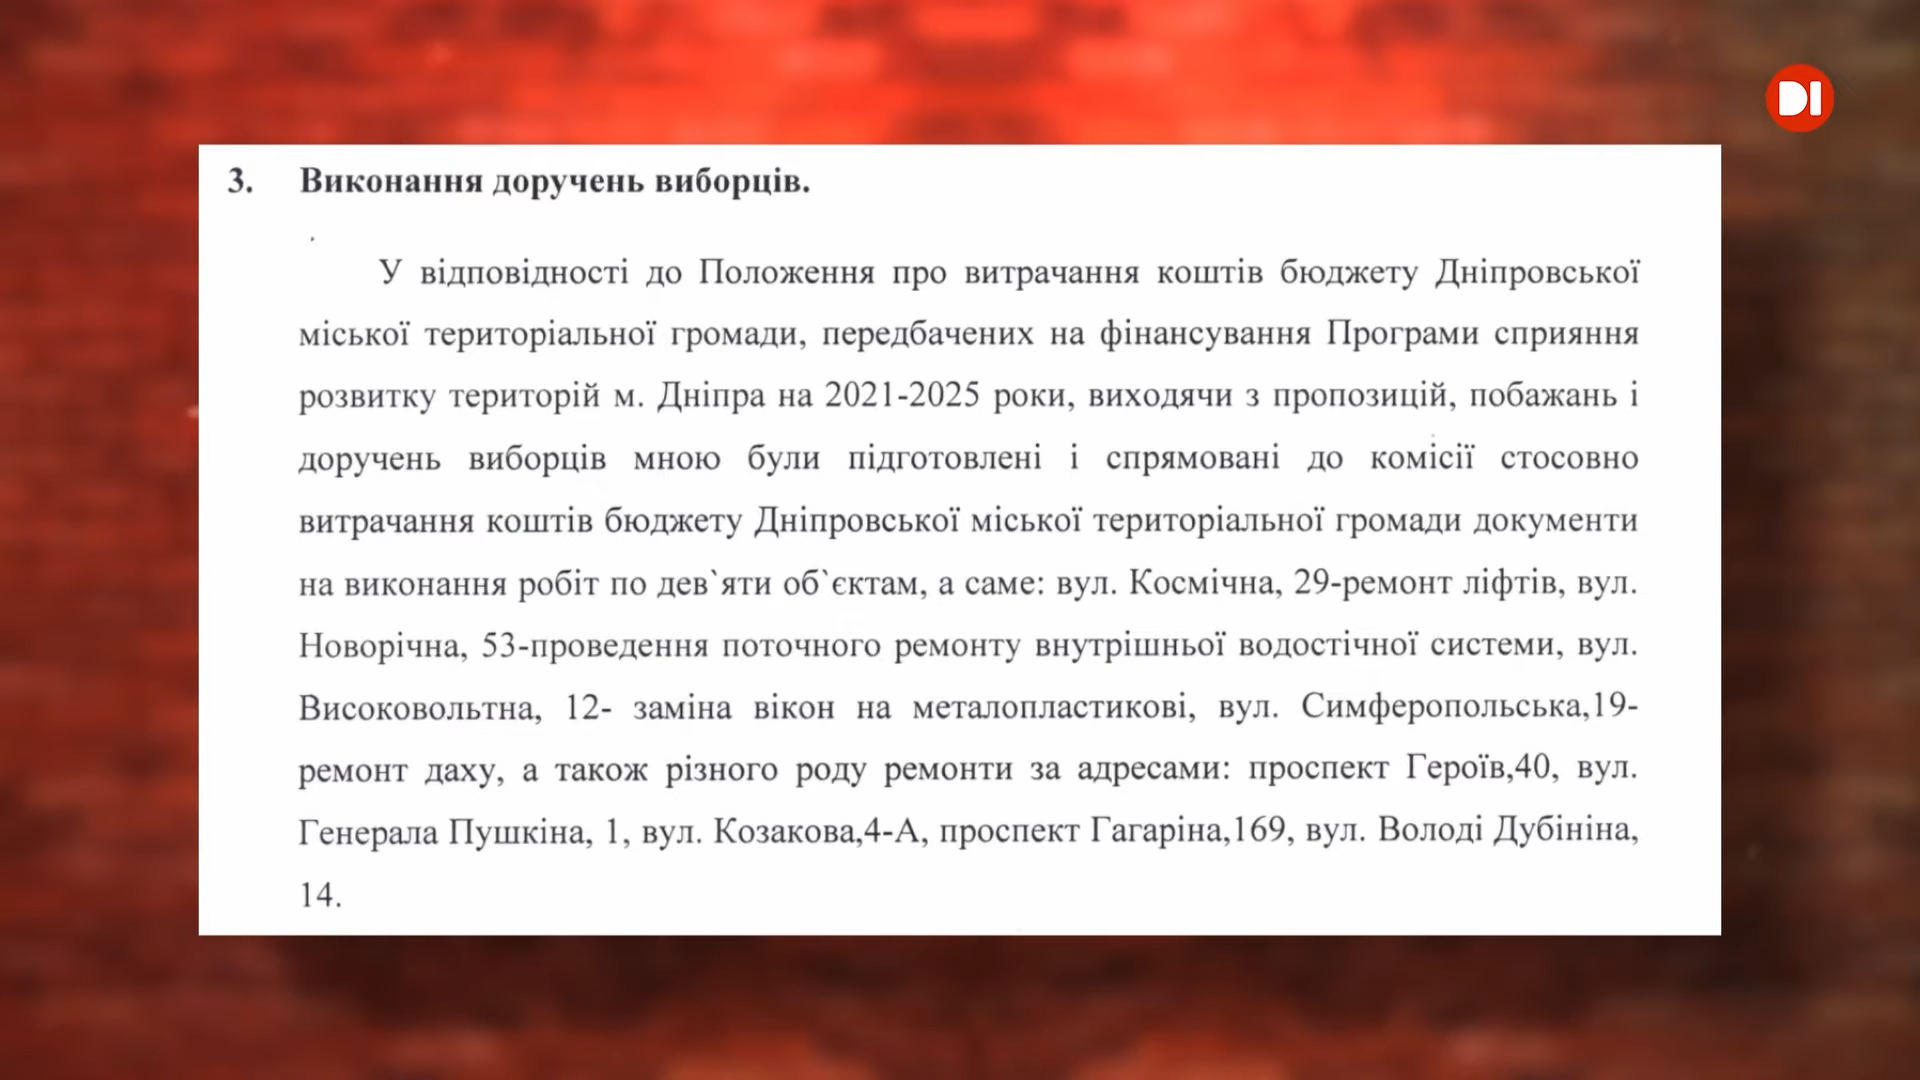 DI
3. Виконання доручень виборців.
У відповідності до Положення про витрачання коштів бюджету Дніпровської
міської територіальної громади, передбачених на фінансування Програми сприяння
розвитку територій м. Дніпра на 2021-2025 роки, виходячи з пропозицій, побажань і
доручень виборців мною були підготовлені і спрямовані до комісії стосовно
витрачання коштів бюджету Дніпровської міської територіальної громади документи
на виконання робіт по дев`яти об`єктам, а саме: вул. Космічна, 29-ремонт ліфтів, вул.
Новорічна, 53-проведення поточного ремонту внутрішньої водостічної системи, вул.
Високовольтна, 12- заміна вікон на металопластикові, вул. Симферопольська,19-
ремонт даху, а також різного роду ремонти за адресами: проспект Героїв,40, вул.
Генерала Пушкіна, 1, вул. Козакова,4-А, проспект Гагаріна,169, вул. Володі Дубініна,
14.